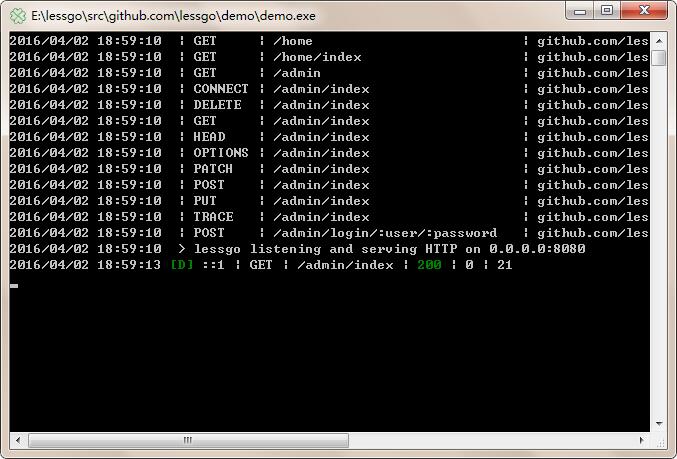 E:\lessgo\src\github.com\lessgo\demo\demo.exe
2016/04/02 18:59:10 | GET | /home | github.com/les
2016/04/02 18:59:10 | GET | /home/index | github.com/les
2016/04/02 18:59:10 | GET | /admin | github.com/les
2016/04/02 18:59:10 | CONNECT | /admin/index | github.com/les
2016/04/02 18:59:10 | DELETE | /admin/index | github.com/les
2016/04/02 18:59:10 | GET | /admin/index | github.com/les
2016/04/02 18:59:10 | HEAD | /admin/index | github.com/les
2016/04/02 18:59:10 | OPTIONS | /admin/index | github.com/les
2016/04/02 18:59:10 | PATCH | /admin/index | github.com/les
2016/04/02 18:59:10 | POST | /admin/index | github.com/les
2016/04/02 18:59:10 | PUT | /admin/index | github.com/les
2016/04/02 18:59:10 | TRACE | /admin/index | github.com/les
2016/04/02 18:59:10 | POST | /admin/login/:user/:password | github.com/les
2016/04/02 18:59:10 > lessgo listening and serving HTTP on 0.0.0.0:8080
2016/04/02 18:59:13 [D] ::1 | GET | /admin/index | 200 | 0 | 21